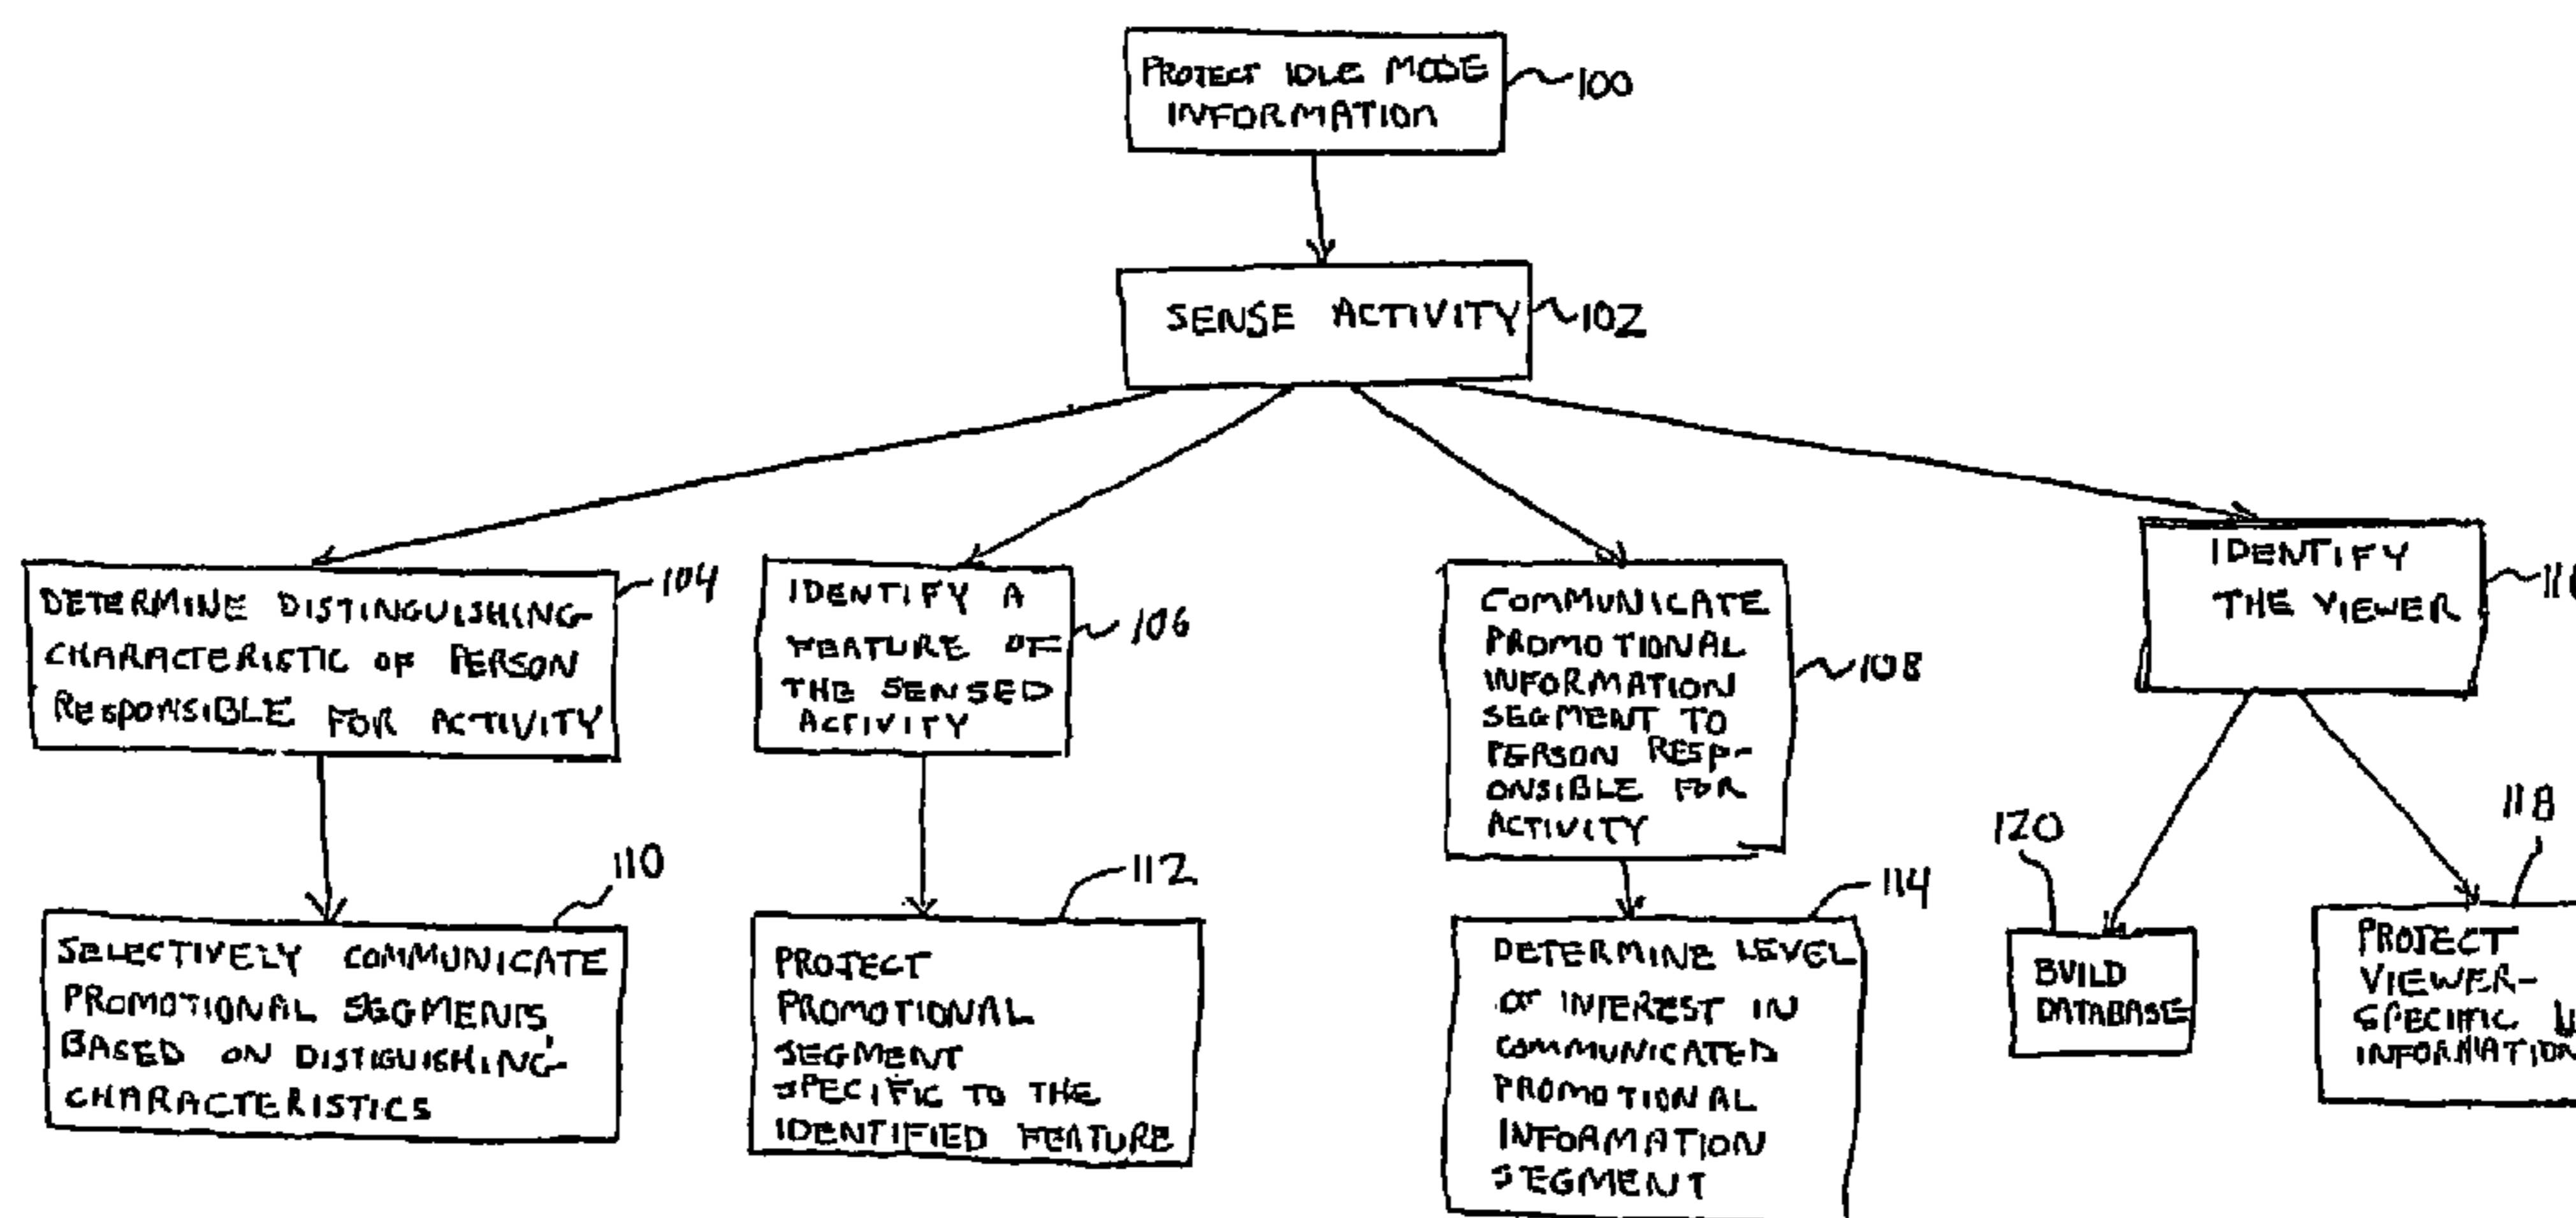 PROJECT IDLE MODE
INFORMATION
100
SENSE ACTIVITY
102
DETERMINE DISTINGUISHING
CHARACTERISTIC OF PERSON
RESPONSIBLE FOR ACTIVITY
104
IDENTIFY A
FEATURE OF
THE SENSED
ACTIVITY
106
COMMUNICATE
PROMOTIONAL
INFORMATION
SEGMENT TO
PERSON RESP-
ONSIBLE FOR
ACTIVITY
108
IDENTIFY
THE VIEWER
SELECTIVELY COMMUNICATE
PROMOTIONAL SEGMENTS
BASED ON DISTIGUISHING
CHARACTERISTICS
110
PROJECT
PROMOTIONAL
SEGMENT
SPECIFIC TO THE
IDENTIFIED FEATURE
112
DETERMINE LEVEL
OF INTEREST IN
COMMUNICATED
PROMOTIONAL
INFORMATION
SEGMENT
114
120
BUILD
DATABASE
118
PROJECT
VIEWER-
SPECIFIC
INFORMATION